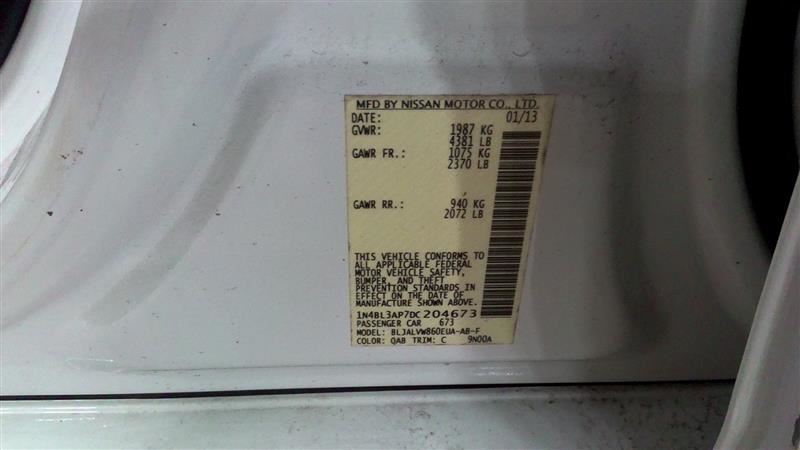 MFD BY NISSAN MOTOR CO., LTD.
DATE: 01/13
GVWR: 1987 KG
4381 LB
GAWR FR.: 1075 KG
2370 LB
GAWR RR.: 940 KG
2072 LB
THIS VEHICLE CONFORMS TO
ALL APPLICABLE FEDERAL
MOTOR VEHICLE SAFETY,
BUMPER, AND THEFT
PREVENTION STANDARDS IN
EFFECT ON THE DATE OF
MANUFACTURE SHOWN ABOVE.
1N4BL3AP7DC204673
PASSENGER CAR 673
MODEL: BLJALVW860EUA-AB-F
COLOR: QAB TRIM: C 9N00A